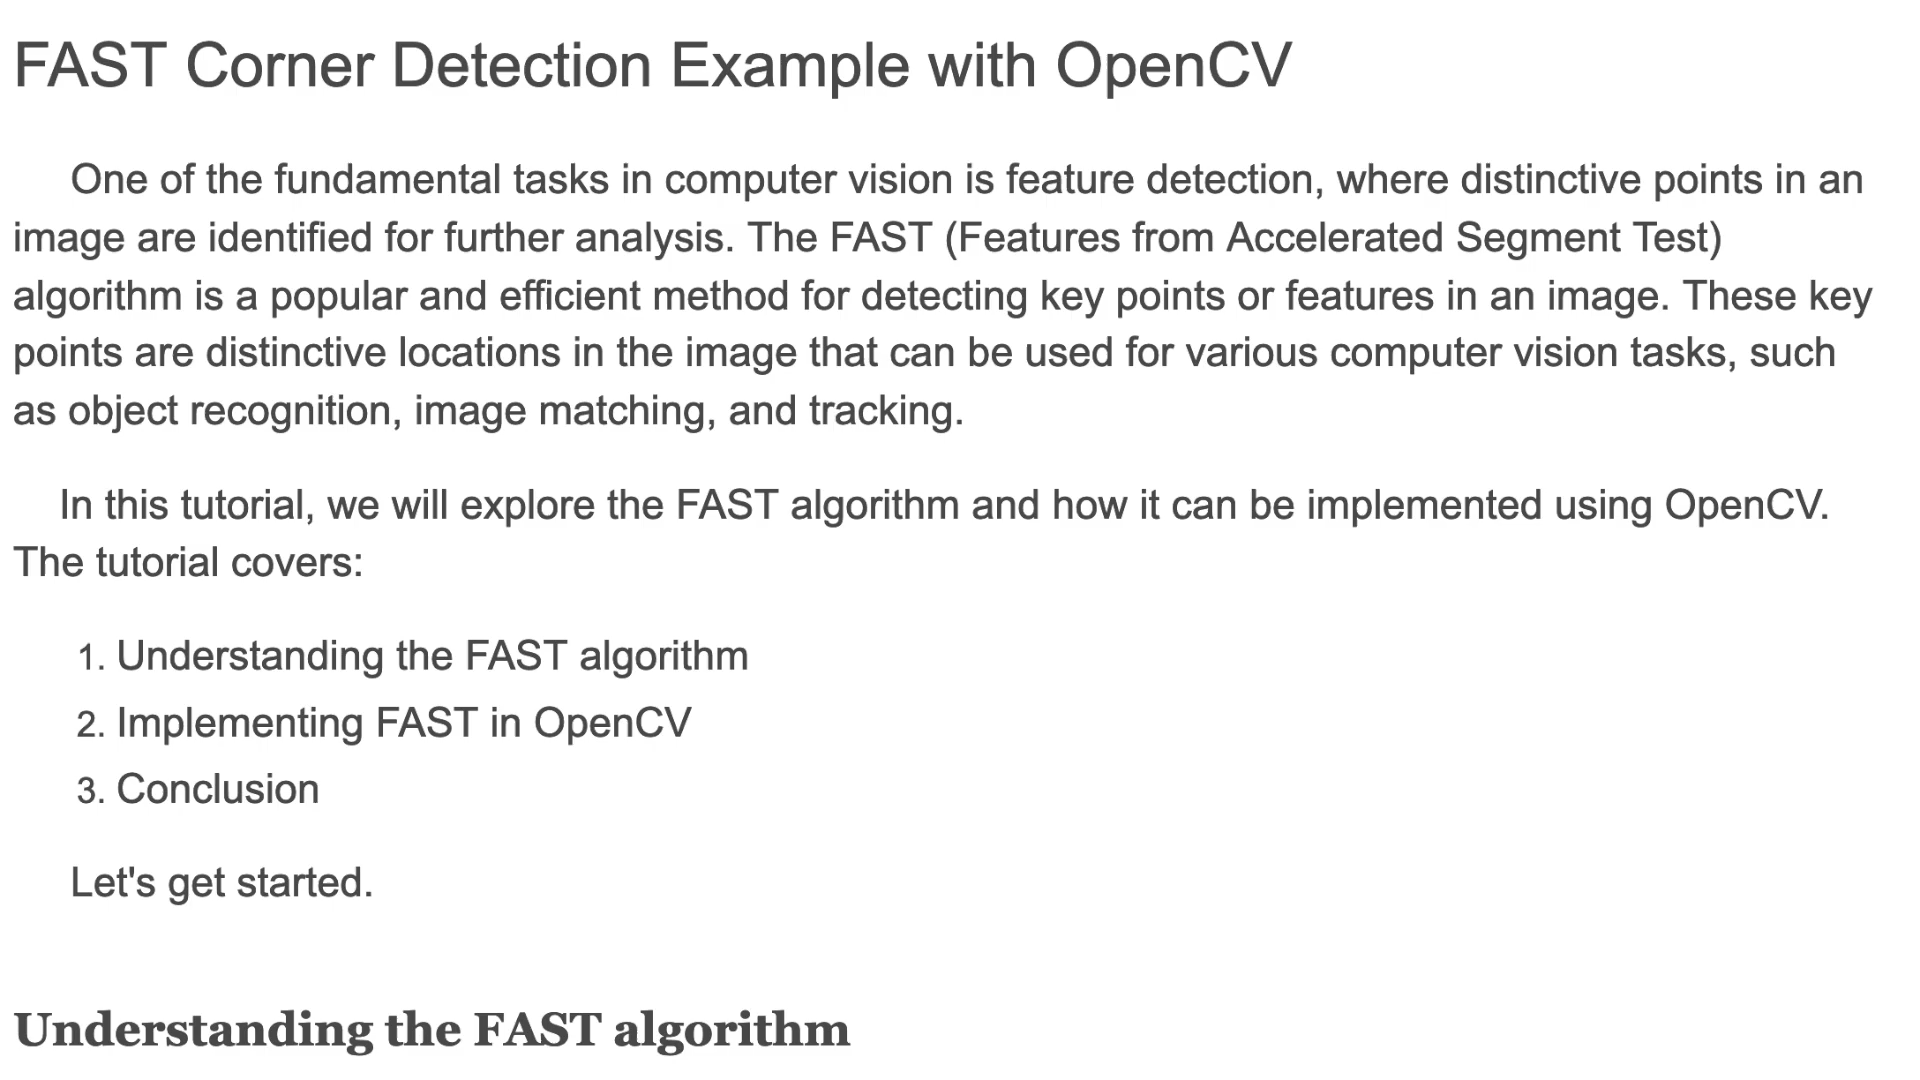 FAST Corner Detection Example with OpenCV
One of the fundamental tasks in computer vision is feature detection, where distinctive points in an
image are identified for further analysis. The FAST (Features from Accelerated Segment Test)
algorithm is a popular and efficient method for detecting key points or features in an image. These key
points are distinctive locations in the image that can be used for various computer vision tasks, such
as object recognition, image matching, and tracking.
In this tutorial, we will explore the FAST algorithm and how it can be implemented using OpenCV.
The tutorial covers:
1. Understanding the FAST algorithm
2. Implementing FAST in OpenCV
3. Conclusion
Let's get started.
Understanding the FAST algorithm